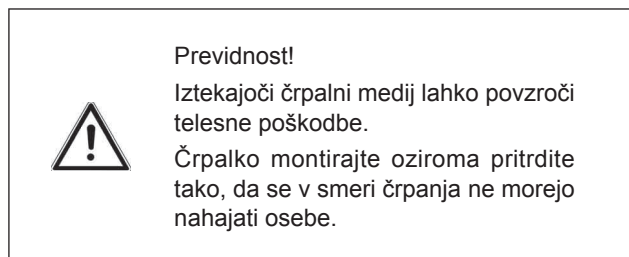 Previdnost!
Iztekajoči črpalni medij lahko povzroči
telesne poškodbe.
Črpalko montirajte oziroma pritrdite
tako, da se v smeri črpanja ne morejo
nahajati osebe.